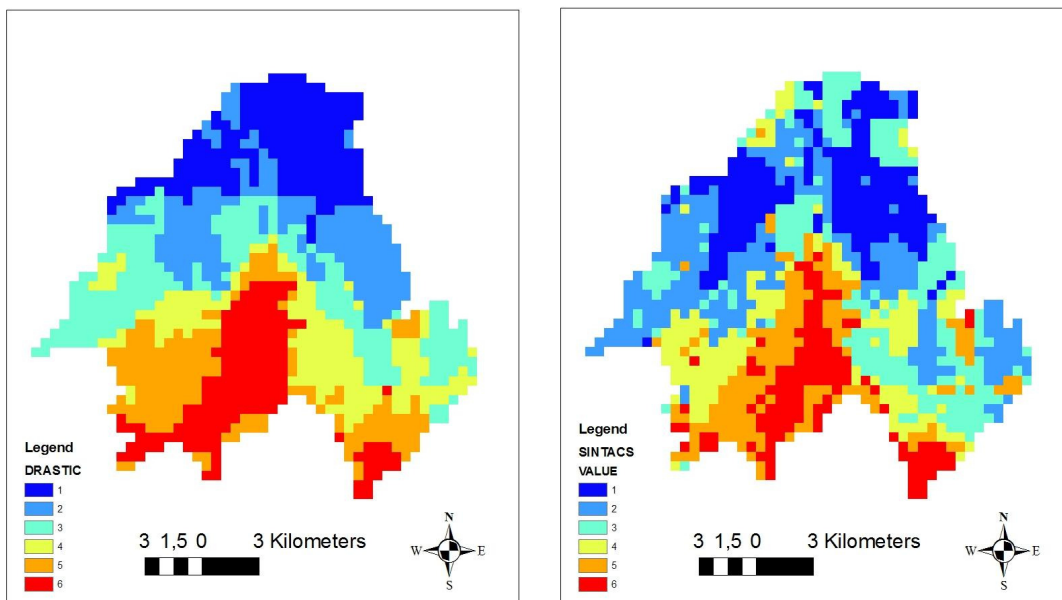 Legend
DRASTIC
1
2
3
4
5
6
3 1,5 0 3 Kilometers
N
W E
S
Legend
SINTACS
VALUE
1
2
3
4
5
6
3 1,5 0 3 Kilometers
N
W E
S